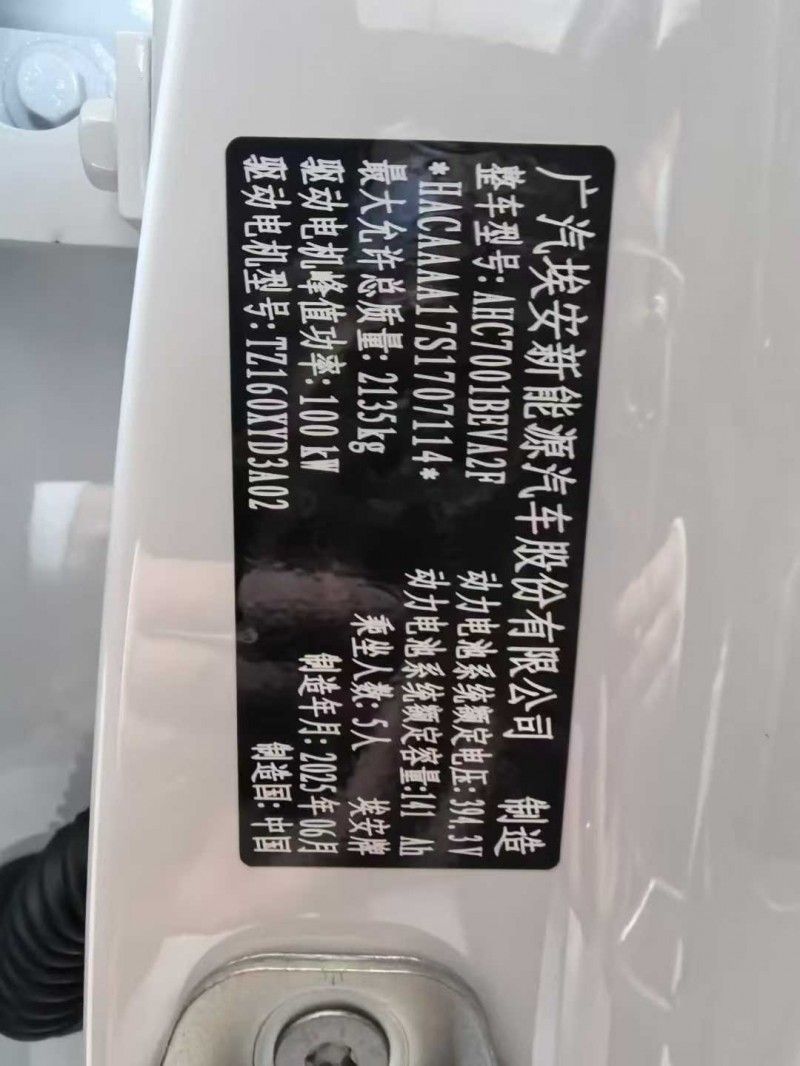 广汽埃安新能源汽车股份有限公司 制造
整车型号:AHC7001BEVA2F 动力电池系统额定电压:394.3V
*HACAAAA17S1707114* 动力电池系统额定容量:141 Ah
最大允许总质量:2135kg 乘坐人数:5人 埃安牌
驱动电机峰值功率:100 kW 制造年月:2025年06月
驱动电机型号:TZ160XYD3A02 制造国:中国